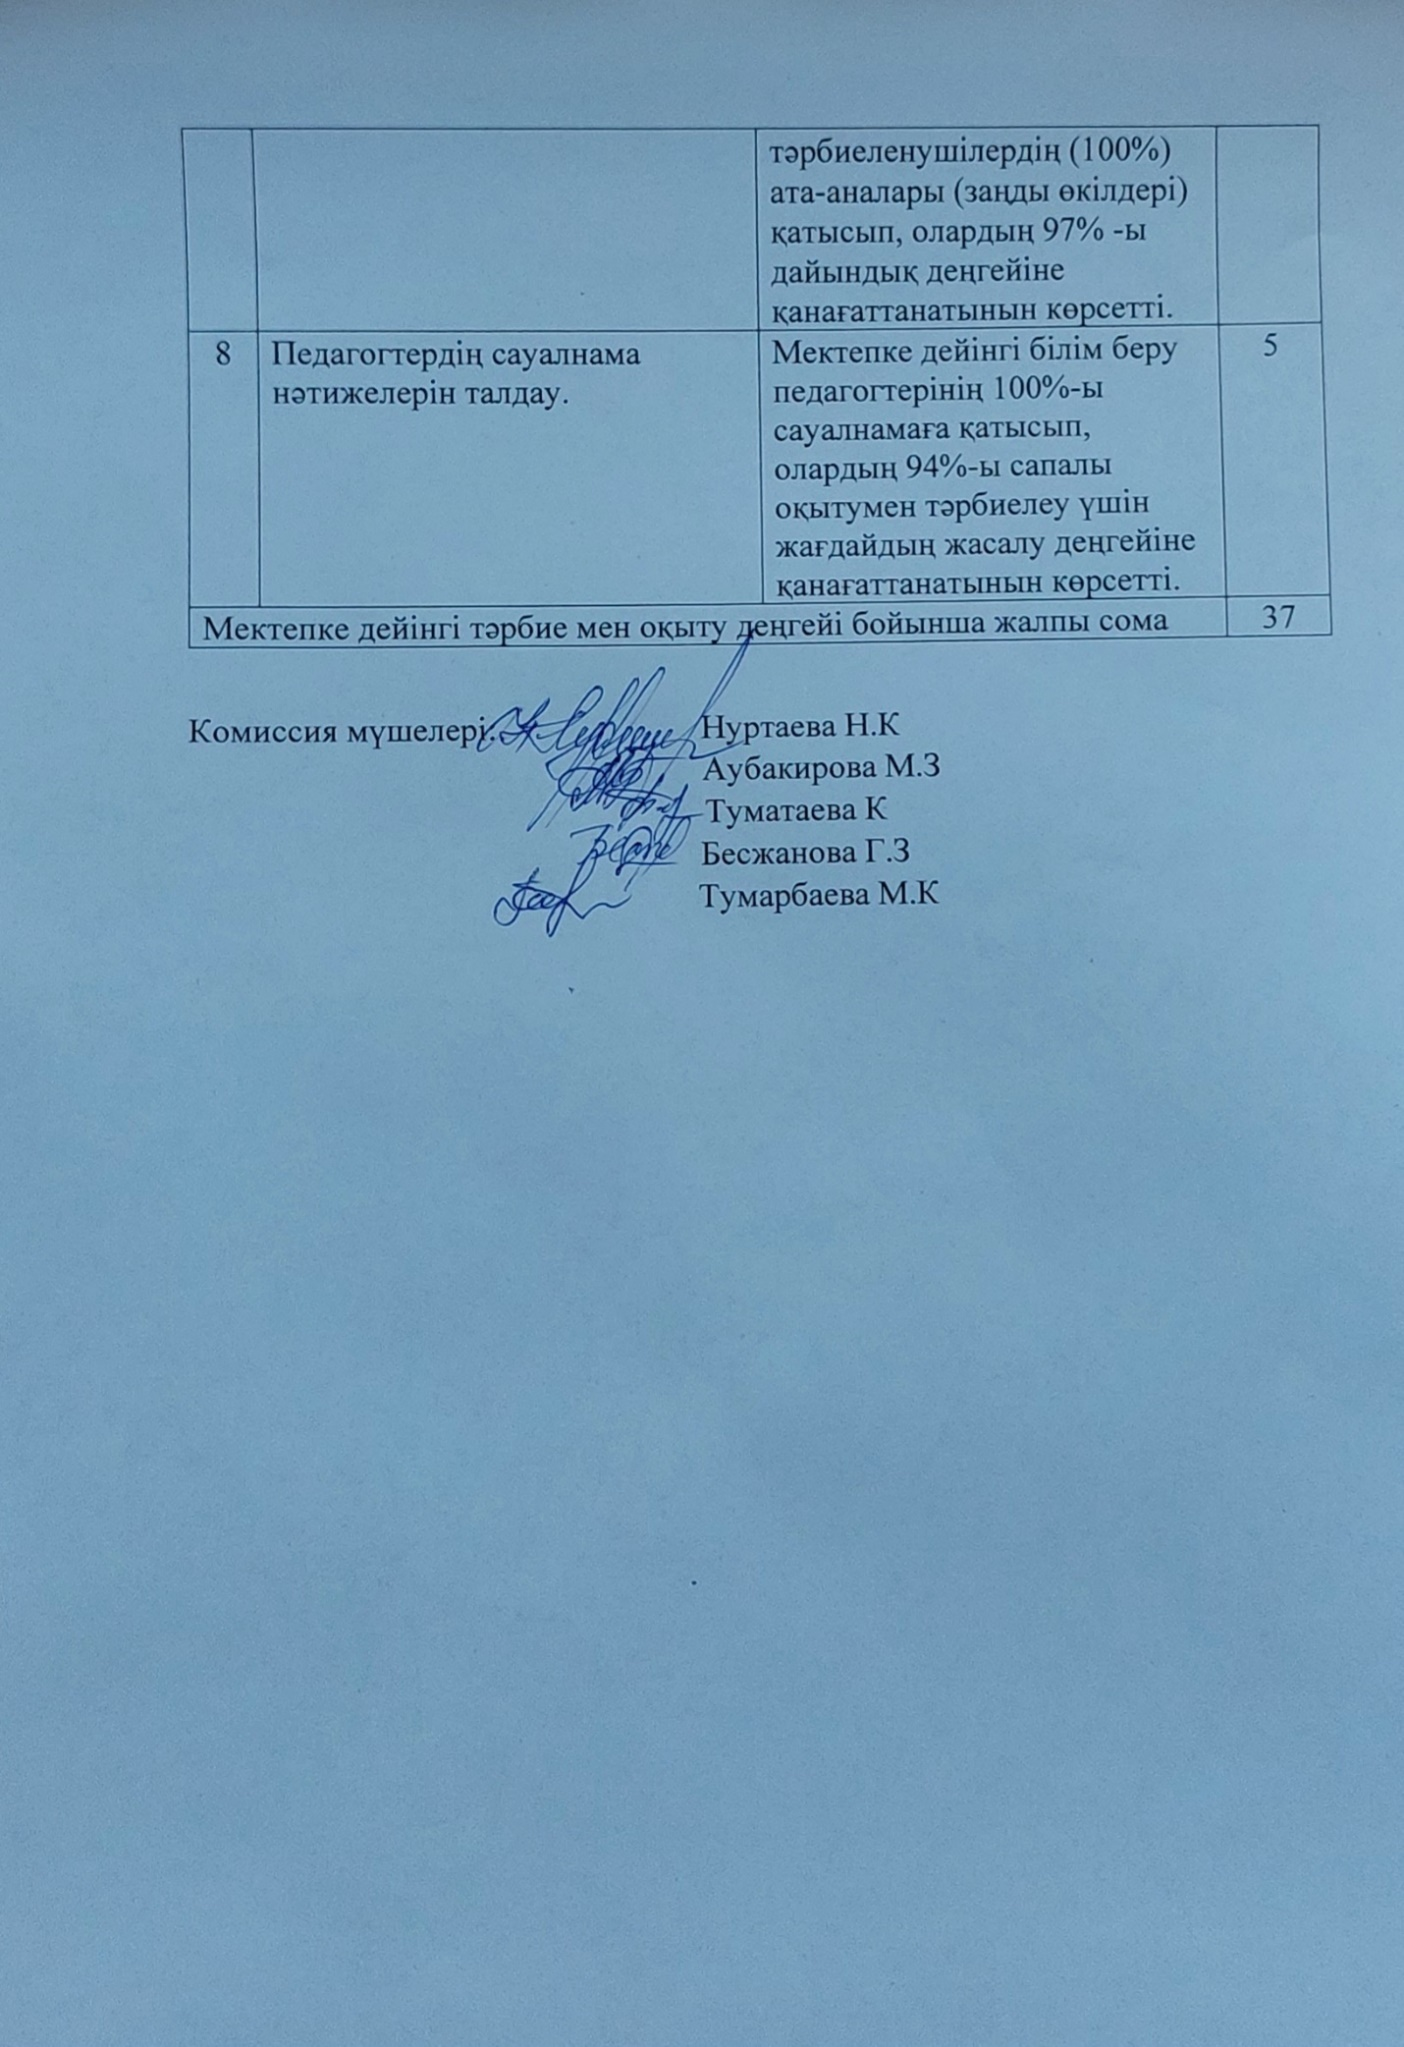 тәрбиеленушілердің (100%)
ата-аналары (заңды өкілдері)
қатысып, олардың 97% -ы
дайындық деңгейіне
қанағаттанатынын көрсетті.
8
Педагогтердің сауалнама
нәтижелерін талдау.
Мектепке дейінгі білім беру
педагогтерінің 100%-ы
сауалнамаға қатысып,
олардың 94%-ы сапалы
оқытумен тәрбиелеу үшін
жағдайдың жасалу деңгейіне
қанағаттанатынын көрсетті.
5
Мектепке дейінгі тәрбие мен оқыту деңгейі бойынша жалпы сома
37
Комиссия мүшелері:
Нуртаева Н.К
Аубакирова М.З
Туматаева К
Бесжанова Г.З
Тумарбаева М.К